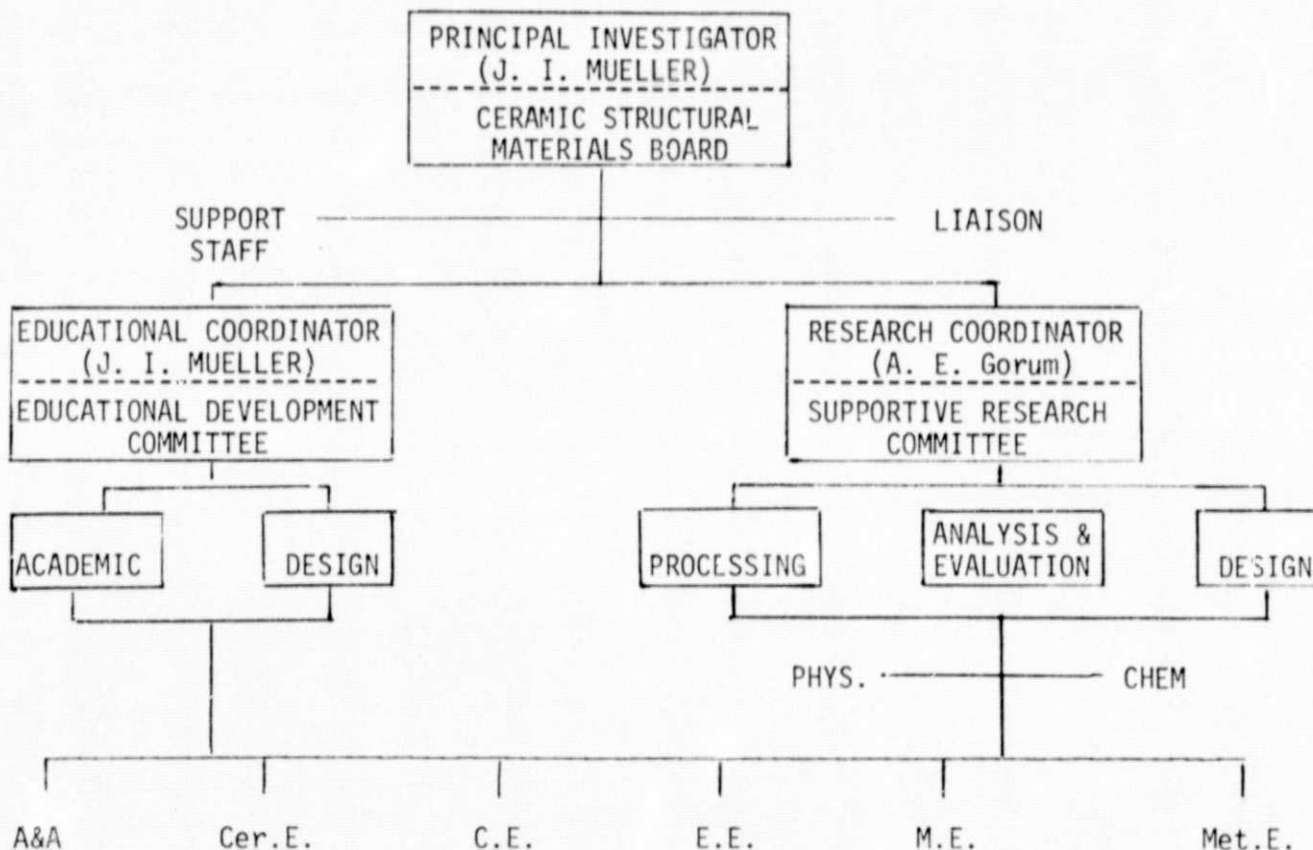 PRINCIPAL INVESTIGATOR
(J. I. MUELLER)
CERAMIC STRUCTURAL
MATERIALS BOARD
SUPPORT
STAFF
LIAISON
EDUCATIONAL COORDINATOR
(J. I. MUELLER)
EDUCATIONAL DEVELOPMENT
COMMITTEE
RESEARCH COORDINATOR
(A. E. Gorum)
SUPPORTIVE RESEARCH
COMMITTEE
ACADEMIC
DESIGN
PROCESSING
ANALYSIS &
EVALUATION
DESIGN
PHYS.
CHEM
A&A
Cer.E.
C.E.
E.E.
M.E.
Met.E.